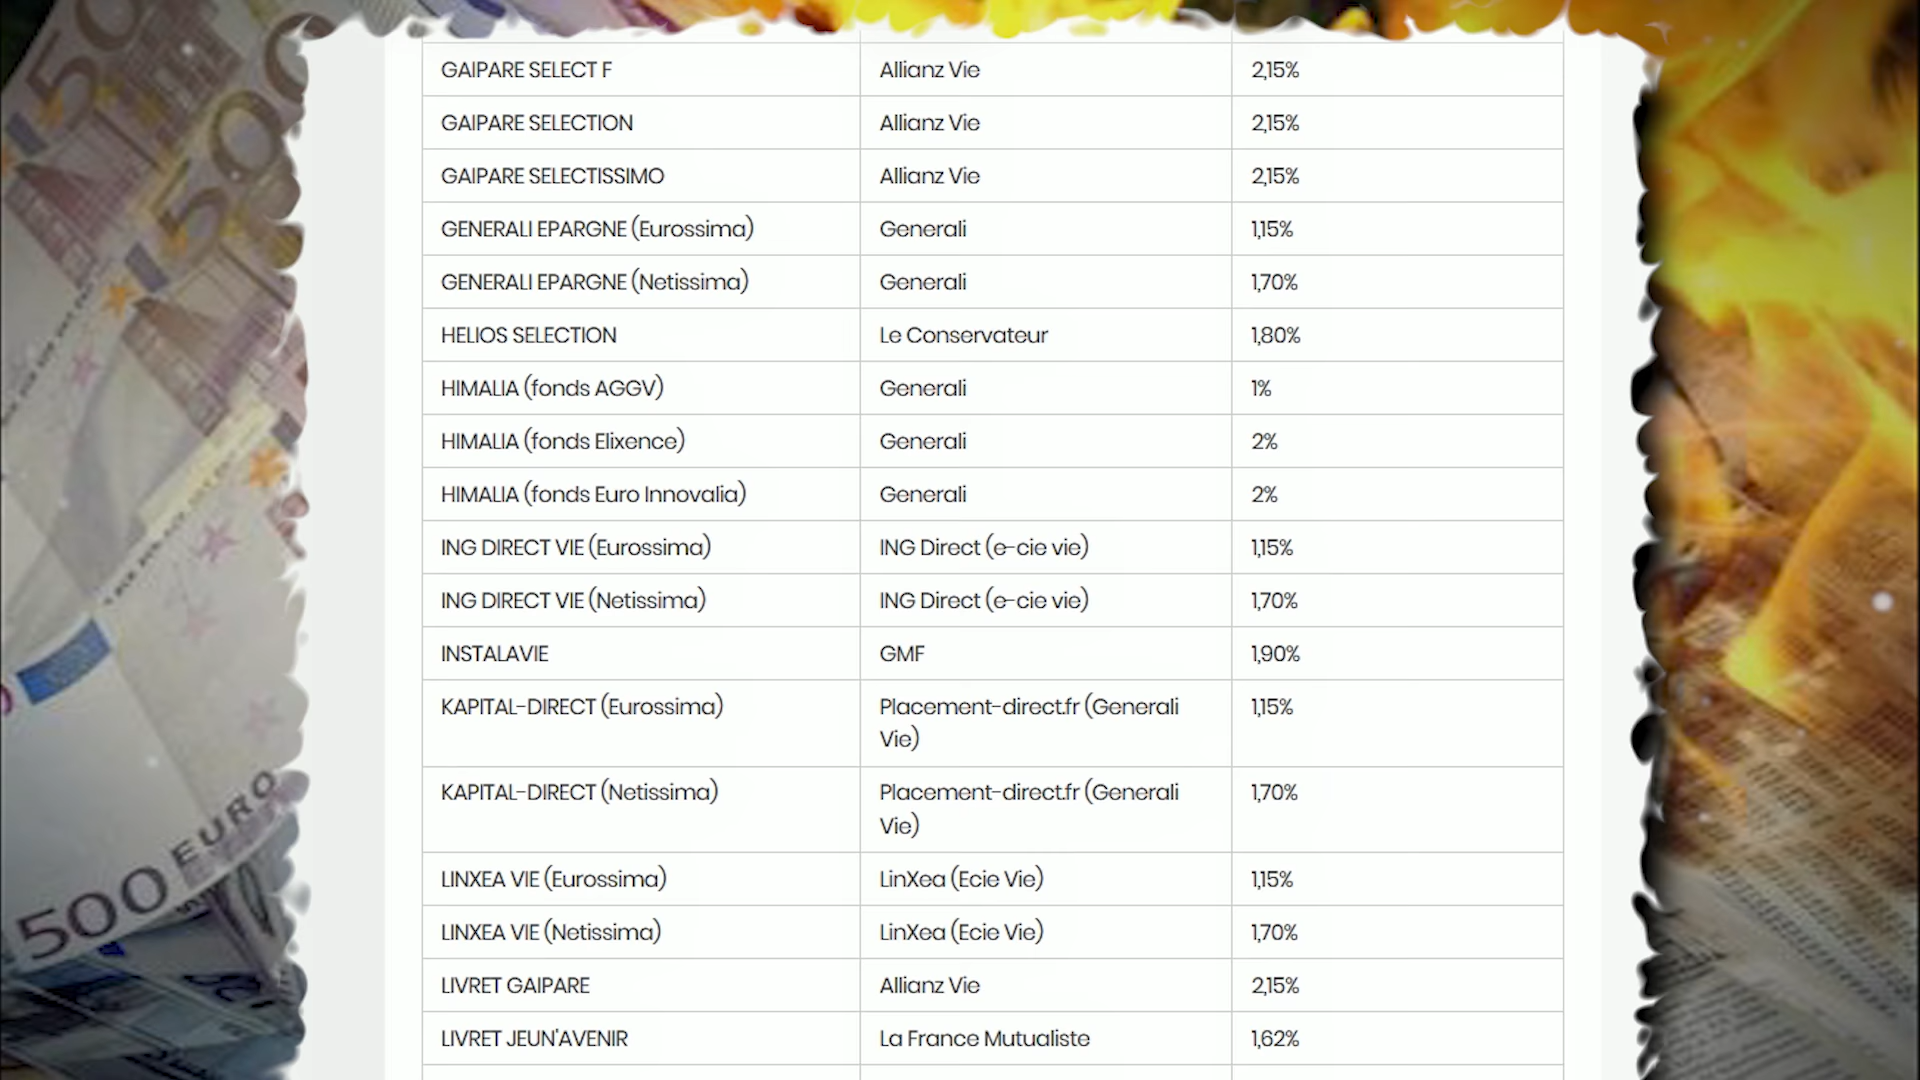 GAIPARE SELECT F Allianz Vie 2,15%
GAIPARE SELECTION Allianz Vie 2,15%
GAIPARE SELECTISSIMO Allianz Vie 2,15%
GENERALI EPARGNE (Eurossima) Generali 1,15%
GENERALI EPARGNE (Netissima) Generali 1,70%
HELIOS SELECTION Le Conservateur 1,80%
HIMALIA (fonds AGGV) Generali 1%
HIMALIA (fonds Elixence) Generali 2%
HIMALIA (fonds Euro Innovalia) Generali 2%
ING DIRECT VIE (Eurossima) ING Direct (e-cie vie) 1,15%
ING DIRECT VIE (Netissima) ING Direct (e-cie vie) 1,70%
INSTALAVIE GMF 1,90%
KAPITAL-DIRECT (Eurossima) Placement-direct.fr (Generali 1,15%
Vie)
KAPITAL-DIRECT (Netissima) Placement-direct.fr (Generali 1,70%
Vie)
LINXEA VIE (Eurossima) LinXea (Ecie Vie) 1,15%
LINXEA VIE (Netissima) LinXea (Ecie Vie) 1,70%
LIVRET GAIPARE Allianz Vie 2,15%
LIVRET JEUN'AVENIR La France Mutualiste 1,62%
500 EURO